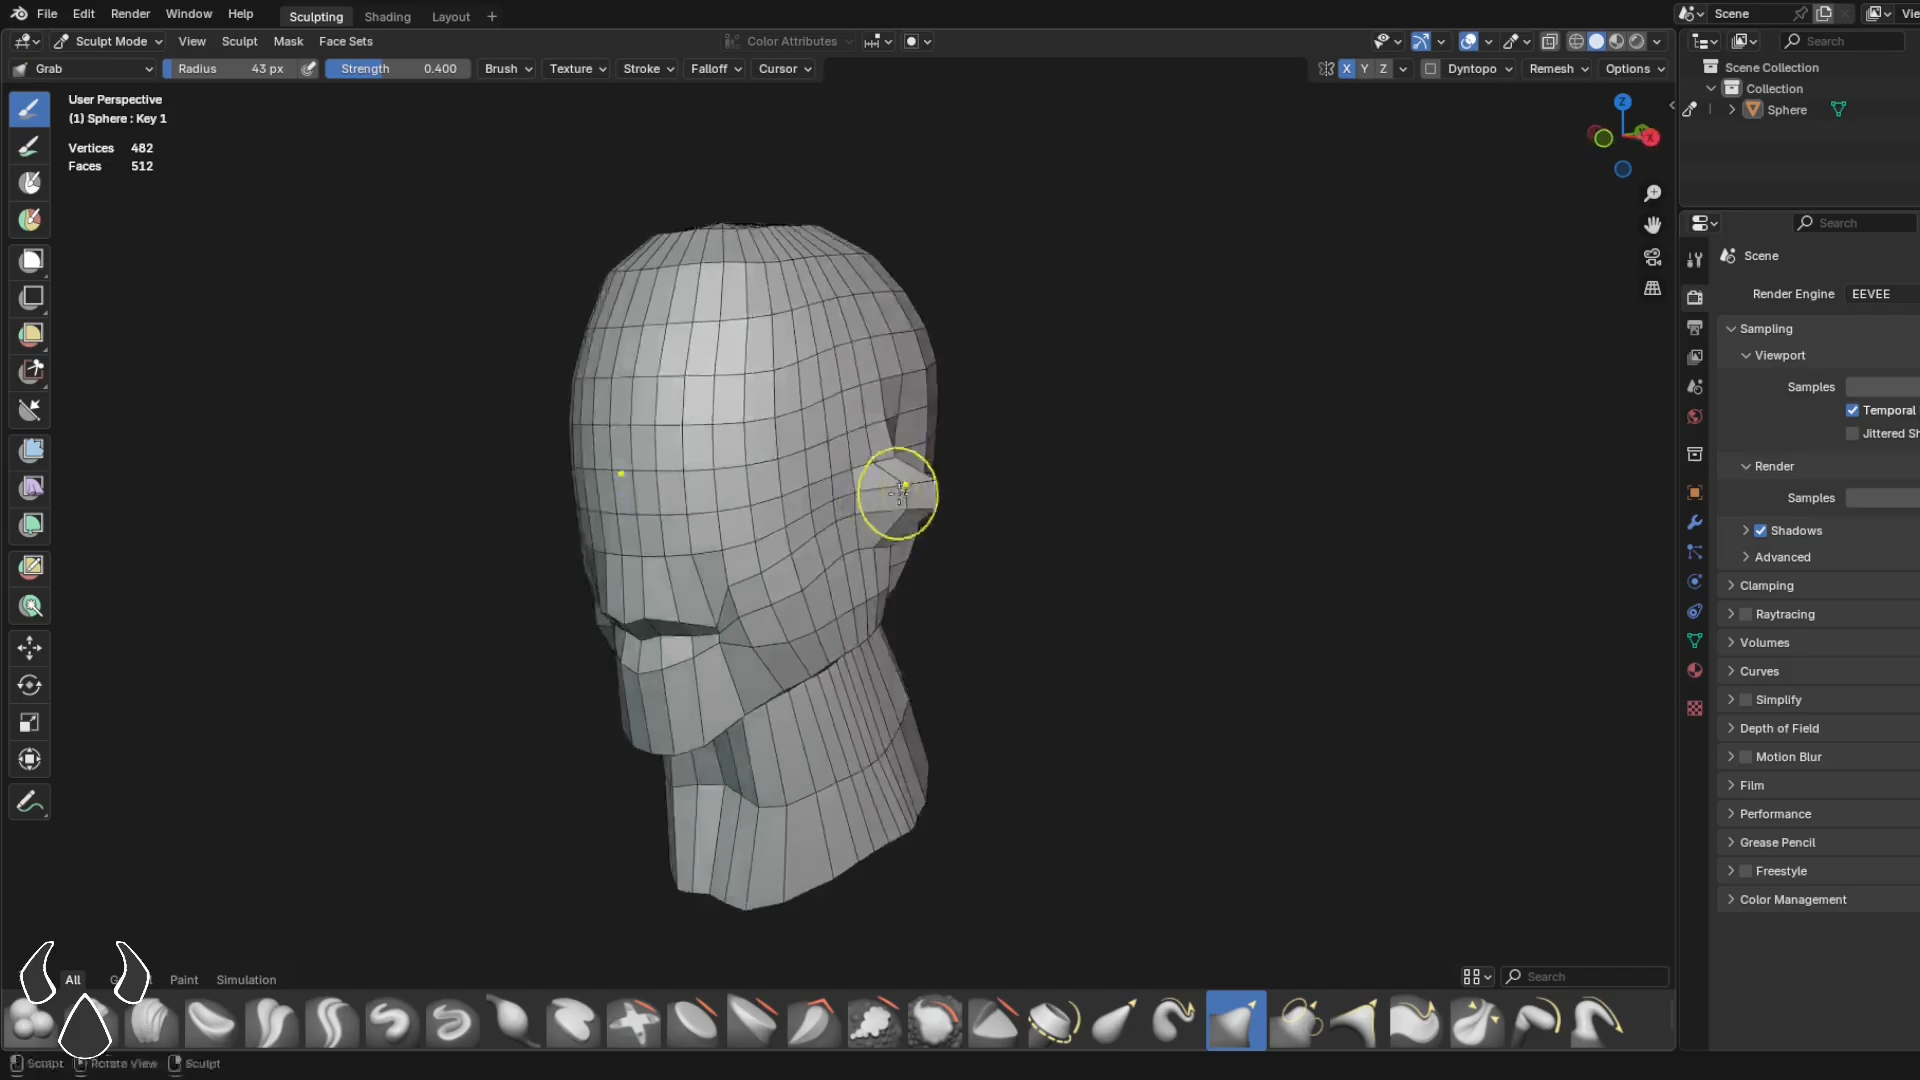 File Edit Render Window Help Sculpting Shading Layout + Scene
Sculpt Mode View Sculpt Mask Face Sets Color Attributes Search
Grab Radius 43 px Strength 0.400 Brush Texture Stroke Falloff Cursor X Y Z Dyntopo Remesh Options
Scene Collection
Collection
Sphere
User Perspective
(1) Sphere : Key 1
Vertices 482
Faces 512
Z
X
Search
Scene
Render Engine EEVEE
Sampling
Viewport
Samples
Temporal
Jittered Sh
Render
Samples
Shadows
Advanced
Clamping
Raytracing
Volumes
Curves
Simplify
Depth of Field
Motion Blur
Film
Performance
Grease Pencil
Freestyle
Color Management
All Paint Simulation Search
Sculpt Rotate View Sculpt